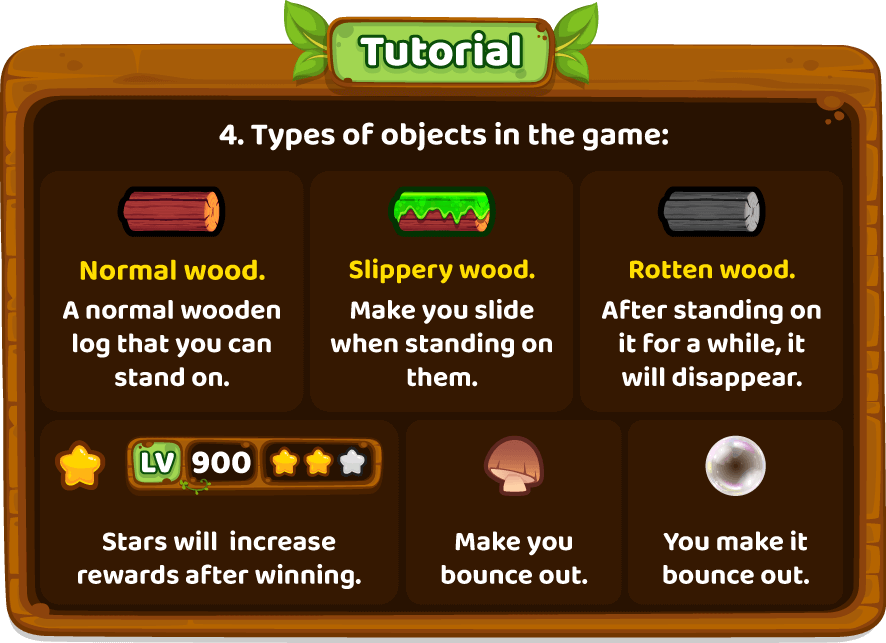 Tutorial
4. Types of objects in the game:
Normal wood.
A normal wooden
log that you can
stand on.
Slippery wood.
Make you slide
when standing on
them.
Rotten wood.
After standing on
it for a while, it
will disappear.
LV 900
Stars will increase
rewards after winning.
Make you
bounce out.
You make it
bounce out.